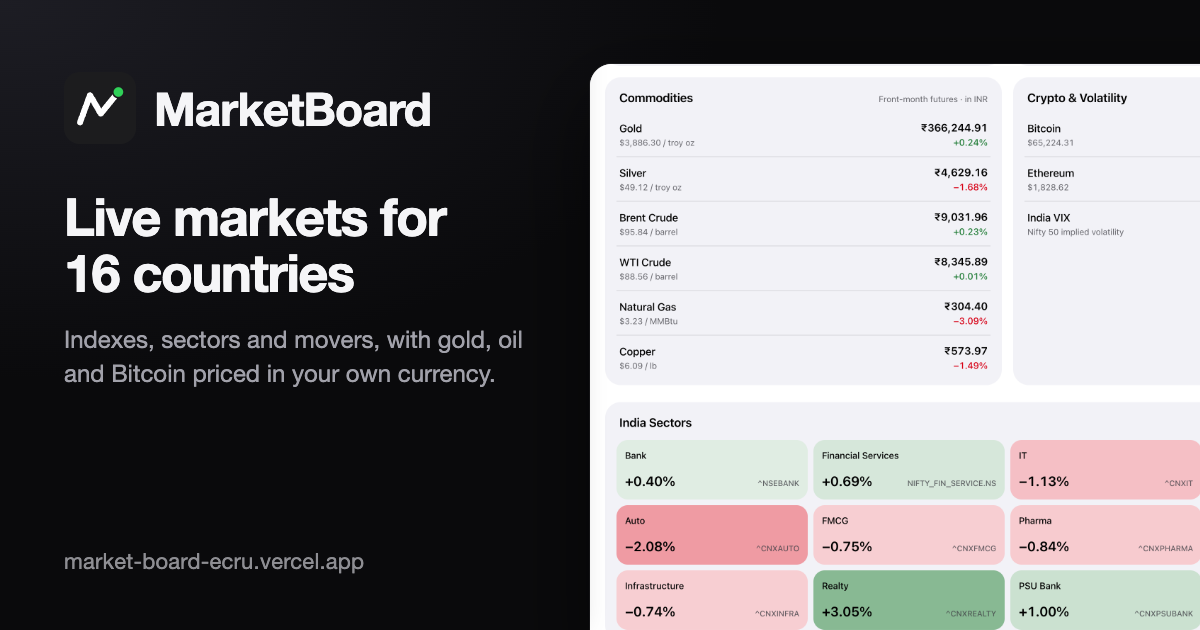 MarketBoard
Live markets for
16 countries
Indexes, sectors and movers, with gold, oil
and Bitcoin priced in your own currency.
market-board-ecru.vercel.app
Commodities
Front-month futures · in INR
Gold
₹366,244.91
$3,886.30 / troy oz
+0.24%
Silver
₹4,629.16
$49.12 / troy oz
−1.68%
Brent Crude
₹9,031.96
$95.84 / barrel
+0.23%
WTI Crude
₹8,345.89
$88.56 / barrel
+0.01%
Natural Gas
₹304.40
$3.23 / MMBtu
−3.09%
Copper
₹573.97
$6.09 / lb
−1.49%
Crypto & Volatility
Bitcoin
$65,224.31
Ethereum
$1,828.62
India VIX
Nifty 50 implied volatility
India Sectors
Bank
+0.40%
^NSEBANK
Financial Services
+0.69%
NIFTY_FIN_SERVICE.NS
IT
−1.13%
^CNXIT
Auto
−2.08%
^CNXAUTO
FMCG
−0.75%
^CNXFMCG
Pharma
−0.84%
^CNXPHARMA
Infrastructure
−0.74%
^CNXINFRA
Realty
+3.05%
^CNXREALTY
PSU Bank
+1.00%
^CNXPSUBANK